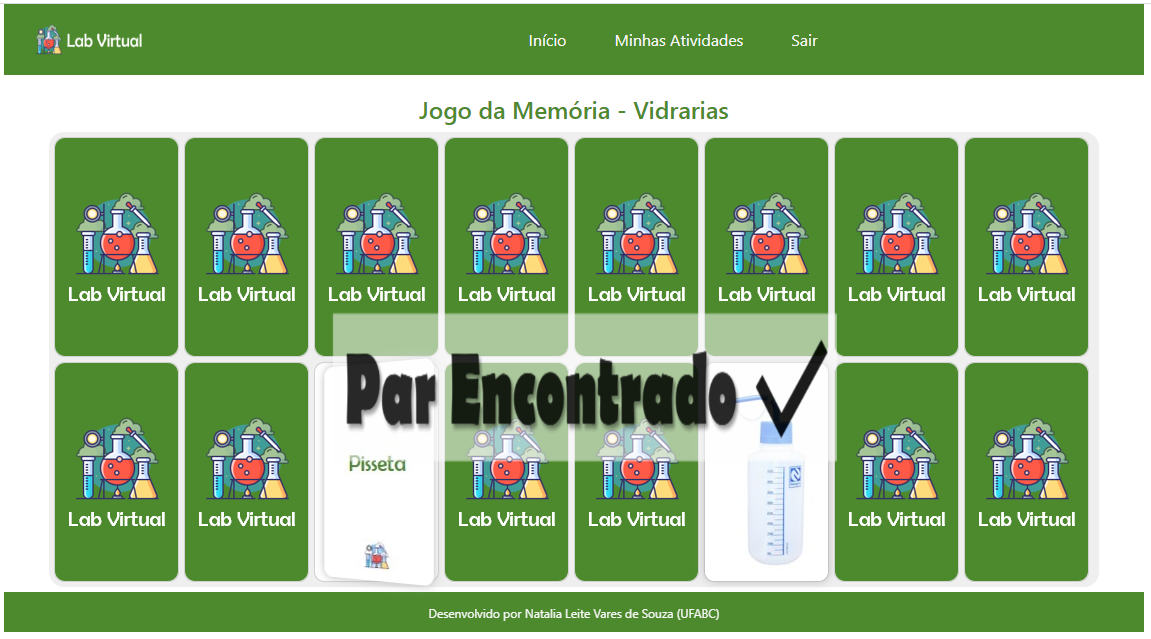 Lab Virtual Início Minhas Atividades Sair
Jogo da Memória - Vidrarias
Lab Virtual Lab Virtual Lab Virtual Lab Virtual Lab Virtual Lab Virtual Lab Virtual Lab Virtual
Par Encontrado ✓
Pisseta
Lab Virtual Lab Virtual Lab Virtual Lab Virtual Lab Virtual Lab Virtual
Desenvolvido por Natalia Leite Vares de Souza (UFABC)